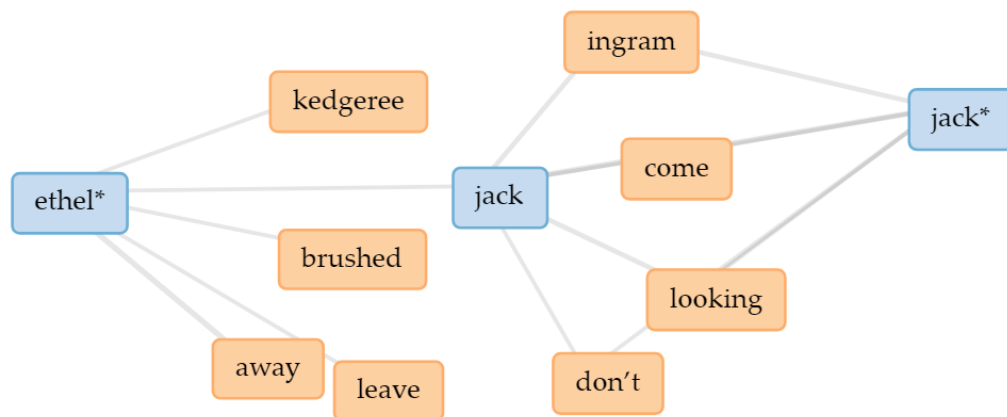 ingram
kedgeree
jack*
come
ethel*
jack
brushed
looking
away
leave
don’t